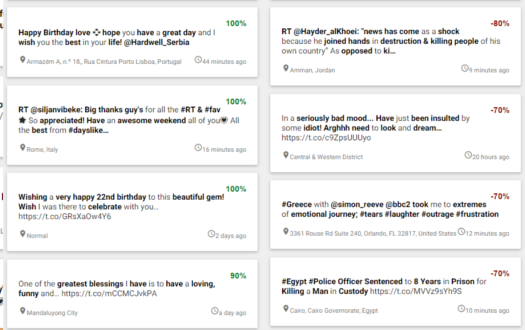 100%
Happy Birthday love ⁘ hope you have a great day and I
wish you the best in your life! @Hardwell_Serbia
Armazém A, n.º 18, Rua Cintura Porto Lisboa, Portugal 44 minutes ago
100%
RT @siljanvibeke: Big thanks guy's for all the #RT & #fav
So appreciated! Have an awesome weekend all of you All
the best from #dayslike...
Rome, Italy 16 minutes ago
100%
Wishing a very happy 22nd birthday to this beautiful gem!
Wish I was there to celebrate with you...
https://t.co/GRsXaOw4Y6
Normal 2 days ago
90%
One of the greatest blessings I have is to have a loving,
funny and... https://t.co/mCCMCJvkPA
Mandaluyong City a day ago
-80%
RT @Hayder_alKhoei: "news has come as a shock
because he joined hands in destruction & killing people of his
own country" As opposed to ki...
Amman, Jordan 9 minutes ago
-70%
In a seriously bad mood... Have just been insulted by
some idiot! Arghhh need to look and dream...
https://t.co/c9ZpsUUUyo
Central & Western District 20 hours ago
-70%
#Greece with @simon_reeve @bbc2 took me to extremes
of emotional journey; #tears #laughter #outrage #frustration
3361 Rouse Rd Suite 240, Orlando, FL 32817, United States 12 minutes ago
-70%
#Egypt #Police Officer Sentenced to 8 Years in Prison for
Killing a Man in Custody https://t.co/MVVz9sYh9S
Cairo, Cairo Governorate, Egypt 10 minutes ago